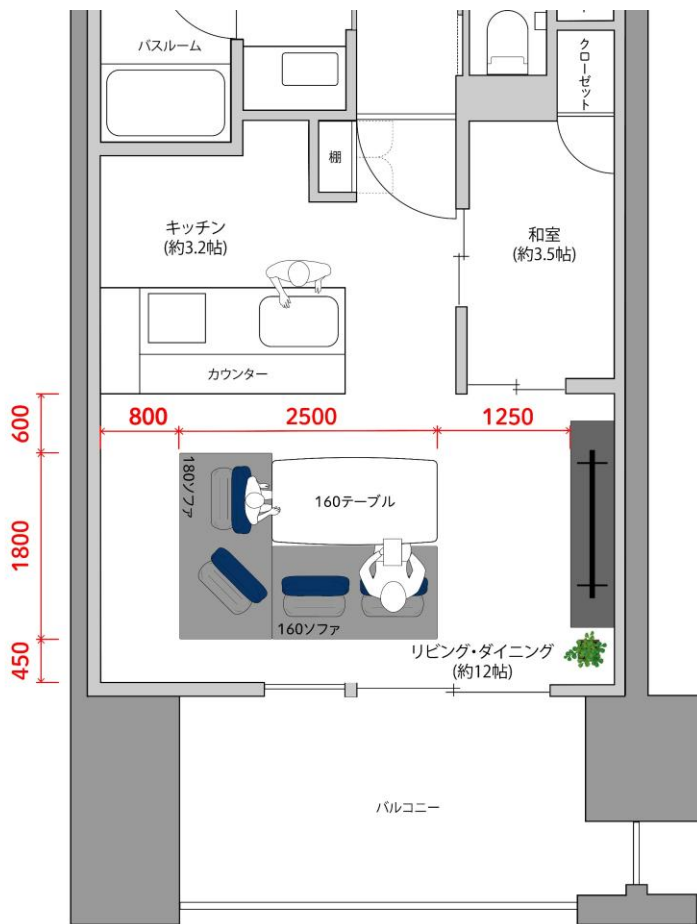 バスルーム
クローゼット
棚
キッチン
(約3.2帖)
和室
(約3.5帖)
カウンター
800
2500
1250
600
1800
450
180ソファ
160テーブル
160ソファ
リビング・ダイニング
(約12帖)
バルコニー